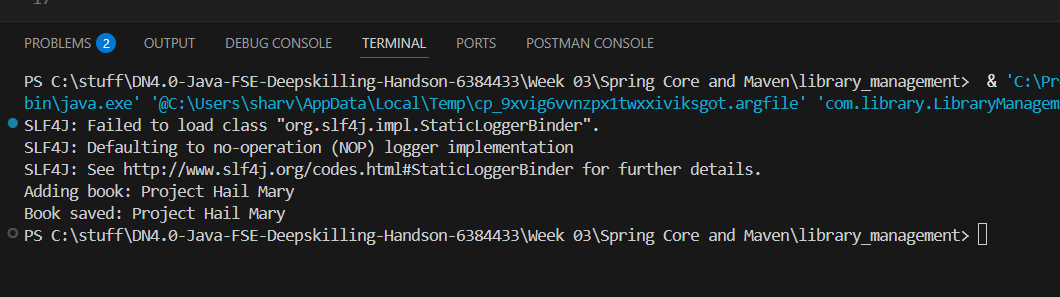 17
PROBLEMS 2 OUTPUT DEBUG CONSOLE TERMINAL PORTS POSTMAN CONSOLE
PS C:\stuff\DN4.0-Java-FSE-Deepskilling-Handson-6384433\Week 03\Spring Core and Maven\library_management> & 'C:\Pr
bin\java.exe' '@C:\Users\sharv\AppData\Local\Temp\cp_9xvig6vvnzpx1twxxiviksgot.argfile' 'com.library.LibraryManagem
SLF4J: Failed to load class "org.slf4j.impl.StaticLoggerBinder".
SLF4J: Defaulting to no-operation (NOP) logger implementation
SLF4J: See http://www.slf4j.org/codes.html#StaticLoggerBinder for further details.
Adding book: Project Hail Mary
Book saved: Project Hail Mary
PS C:\stuff\DN4.0-Java-FSE-Deepskilling-Handson-6384433\Week 03\Spring Core and Maven\library_management>